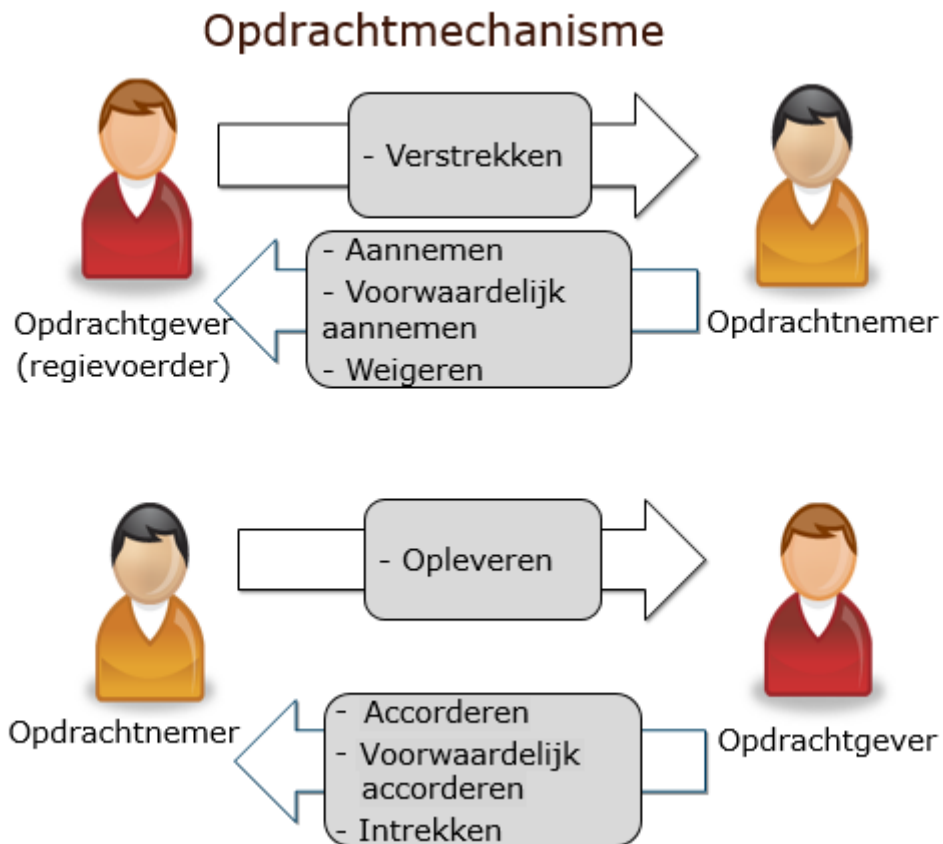 Opdrachtmechanisme
- Verstrekken
- Aannemen
- Voorwaardelijk
aannemen
- Weigeren
Opdrachtgever
(regievoerder)
Opdrachtnemer
- Opleveren
- Accorderen
- Voorwaardelijk
accorderen
- Intrekken
Opdrachtnemer
Opdrachtgever